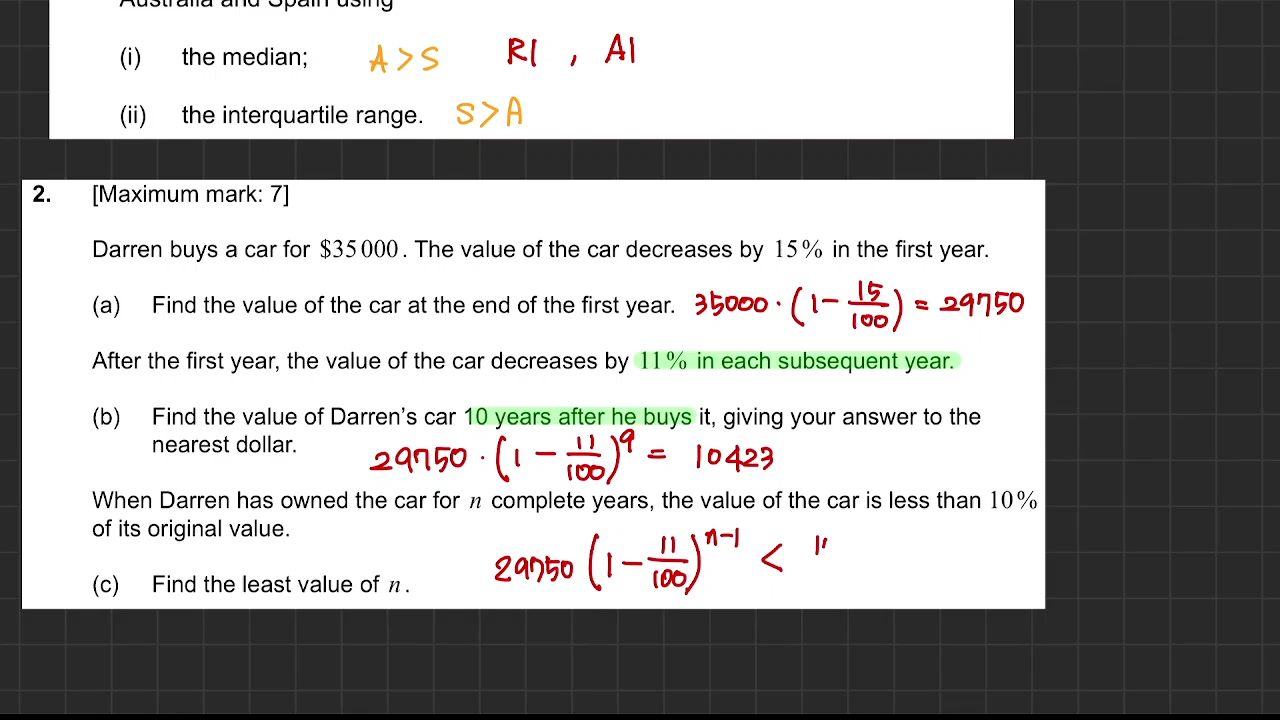 Australia and Spain using
(i) the median; A > S R1 , A1
(ii) the interquartile range. S > A
2. [Maximum mark: 7]
Darren buys a car for $35 000. The value of the car decreases by 15% in the first year.
(a) Find the value of the car at the end of the first year. 35000 · (1 − 15/100) = 29750
After the first year, the value of the car decreases by 11% in each subsequent year.
(b) Find the value of Darren's car 10 years after he buys it, giving your answer to the
nearest dollar. 29750 · (1 − 11/100)^9 = 10423
When Darren has owned the car for n complete years, the value of the car is less than 10%
of its original value.
29750 (1 − 11/100)^n−1 <
(c) Find the least value of n.